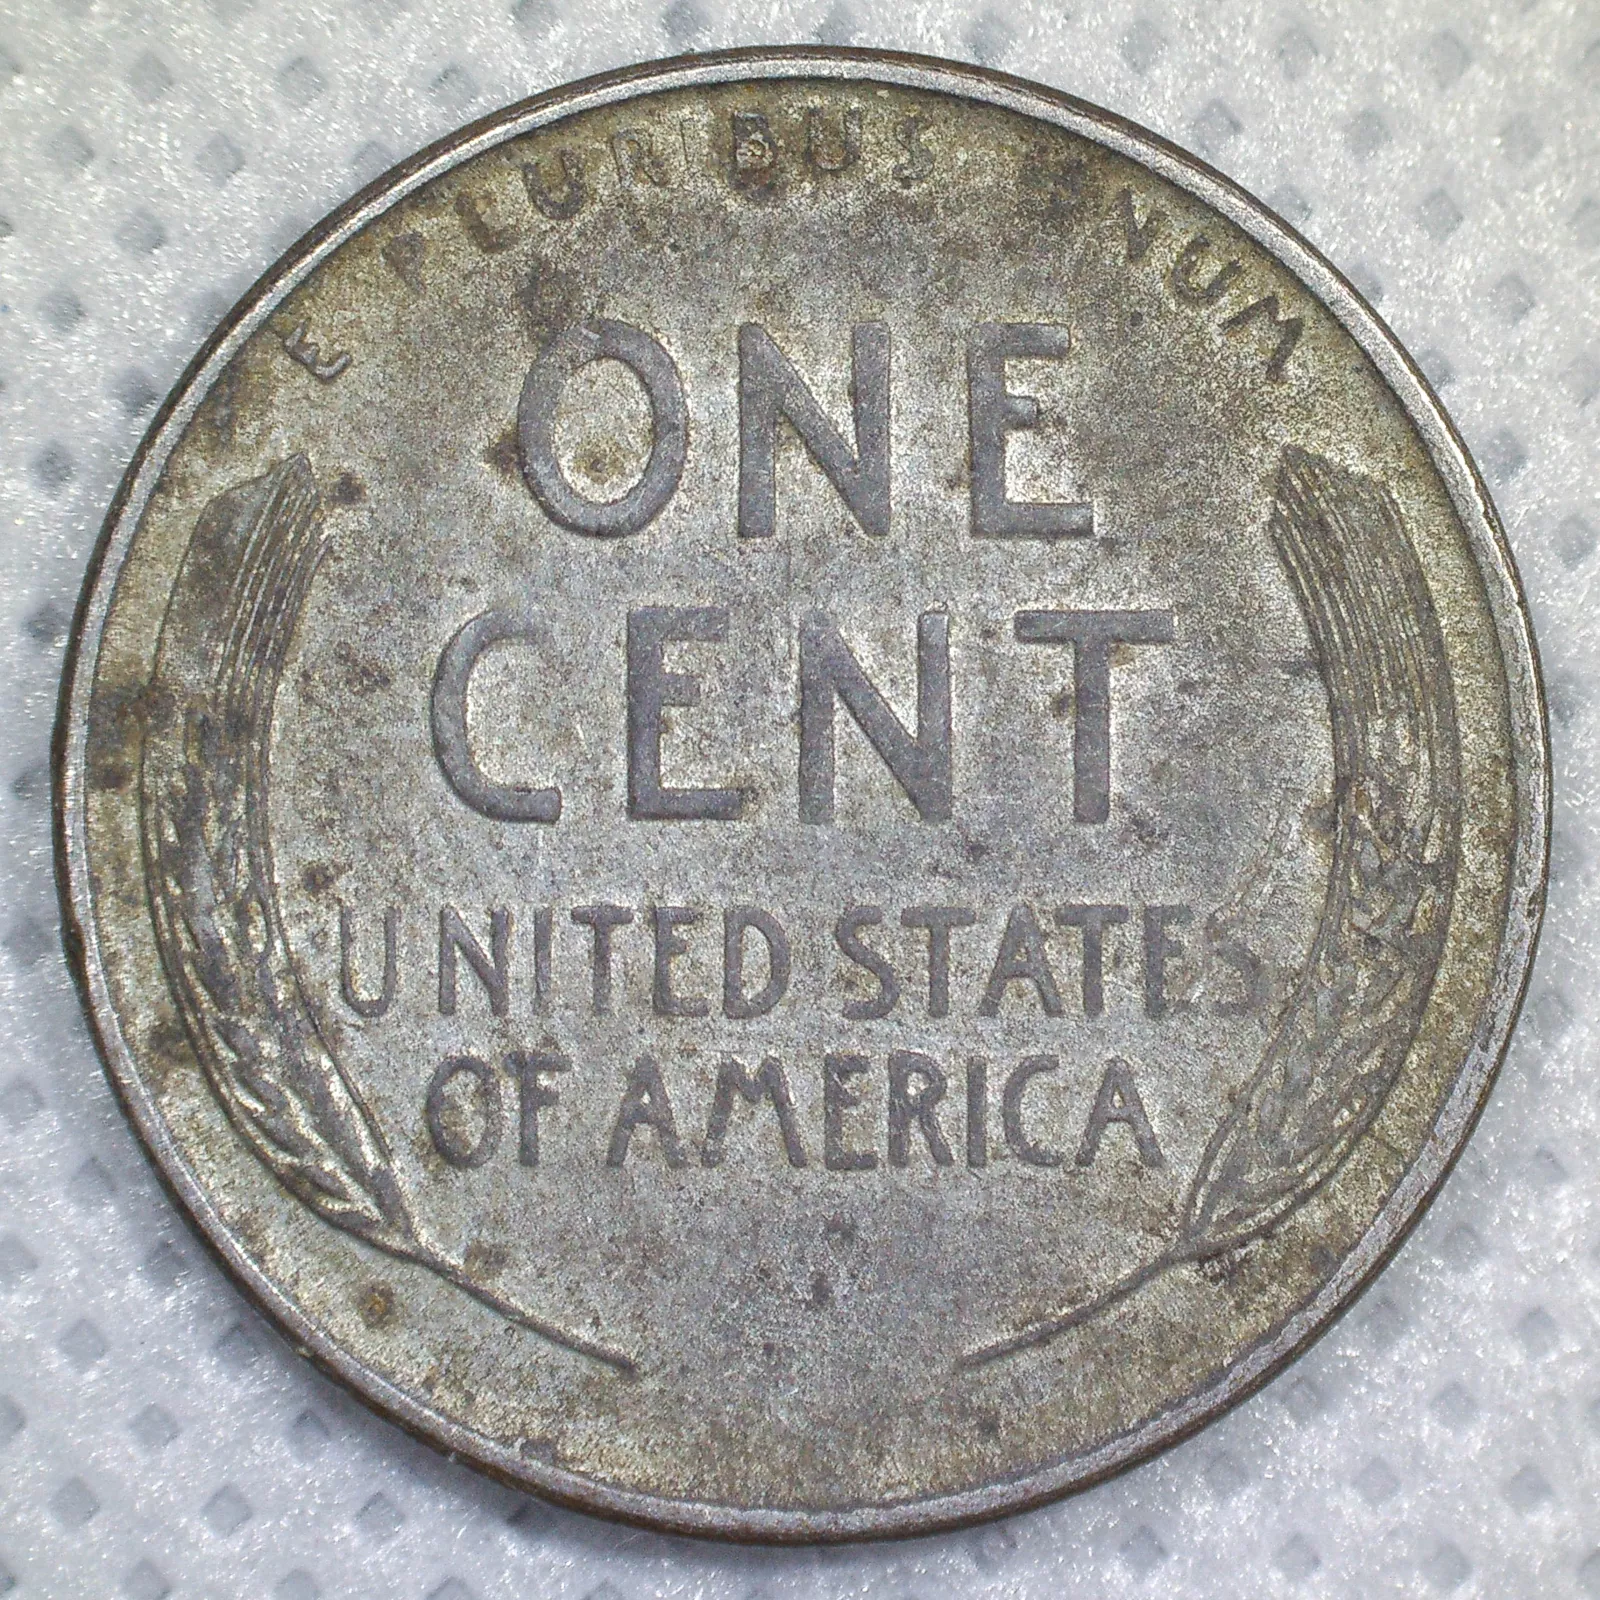 E PLURIBUS UNUM
ONE
CENT
UNITED STATES
OF AMERICA